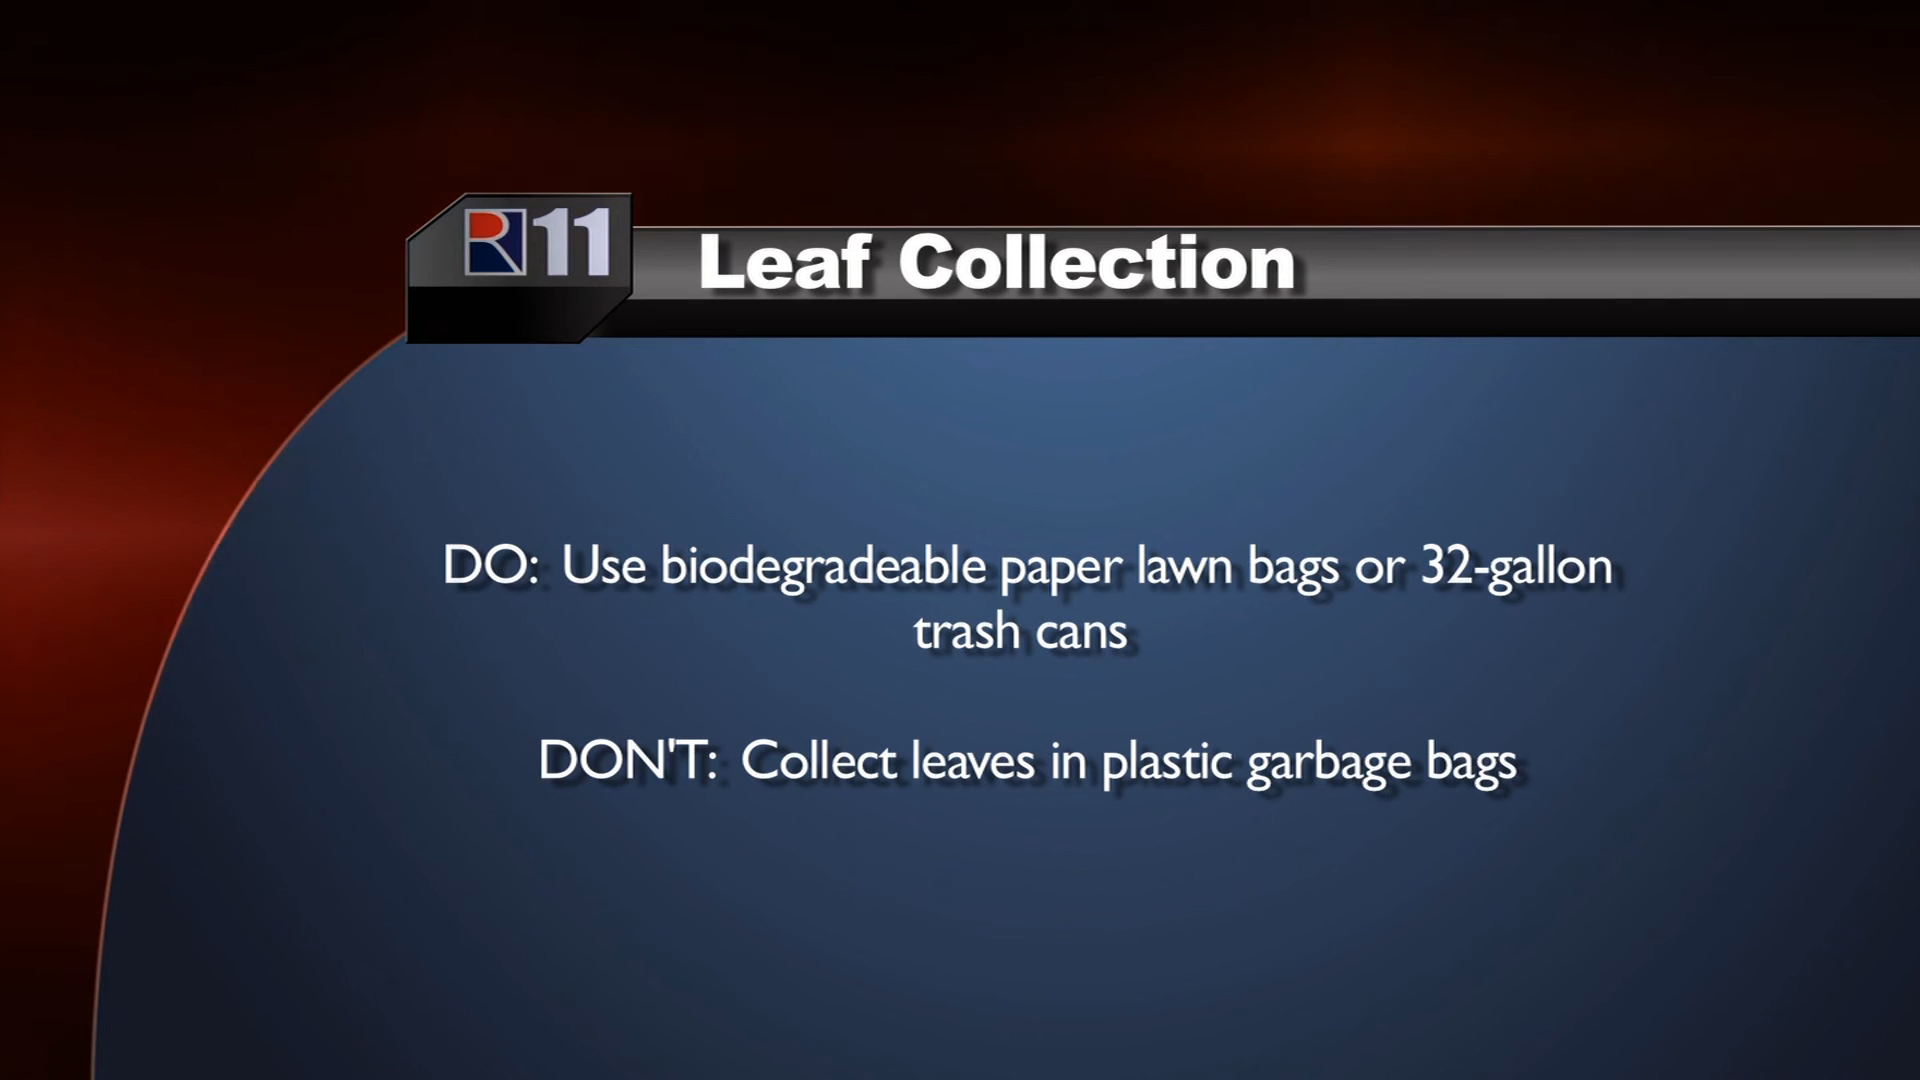 R11
Leaf Collection
DO: Use biodegradeable paper lawn bags or 32-gallon
trash cans
DON'T: Collect leaves in plastic garbage bags